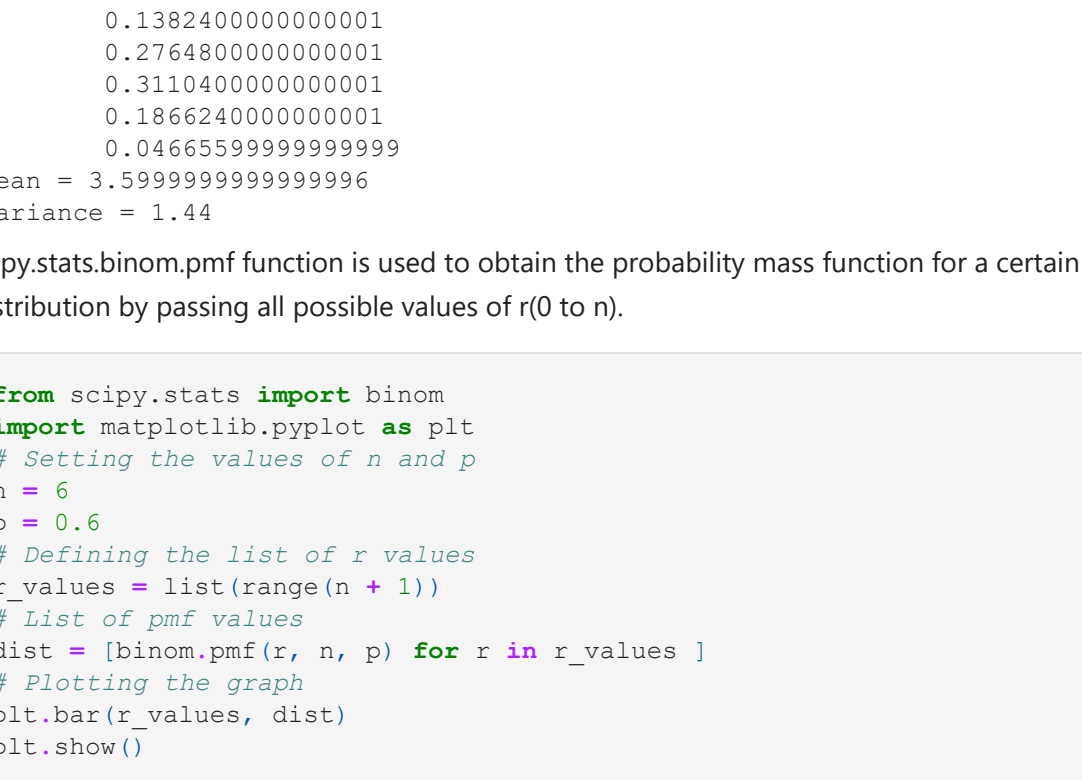 0.1382400000000001
0.2764800000000001
0.3110400000000001
0.1866240000000001
0.04665599999999999
ean = 3.5999999999999996
ariance = 1.44
py.stats.binom.pmf function is used to obtain the probability mass function for a certain
stribution by passing all possible values of r(0 to n).
from scipy.stats import binom
import matplotlib.pyplot as plt
# Setting the values of n and p
n = 6
p = 0.6
# Defining the list of r values
r_values = list(range(n + 1))
# List of pmf values
dist = [binom.pmf(r, n, p) for r in r_values ]
# Plotting the graph
plt.bar(r_values, dist)
plt.show()